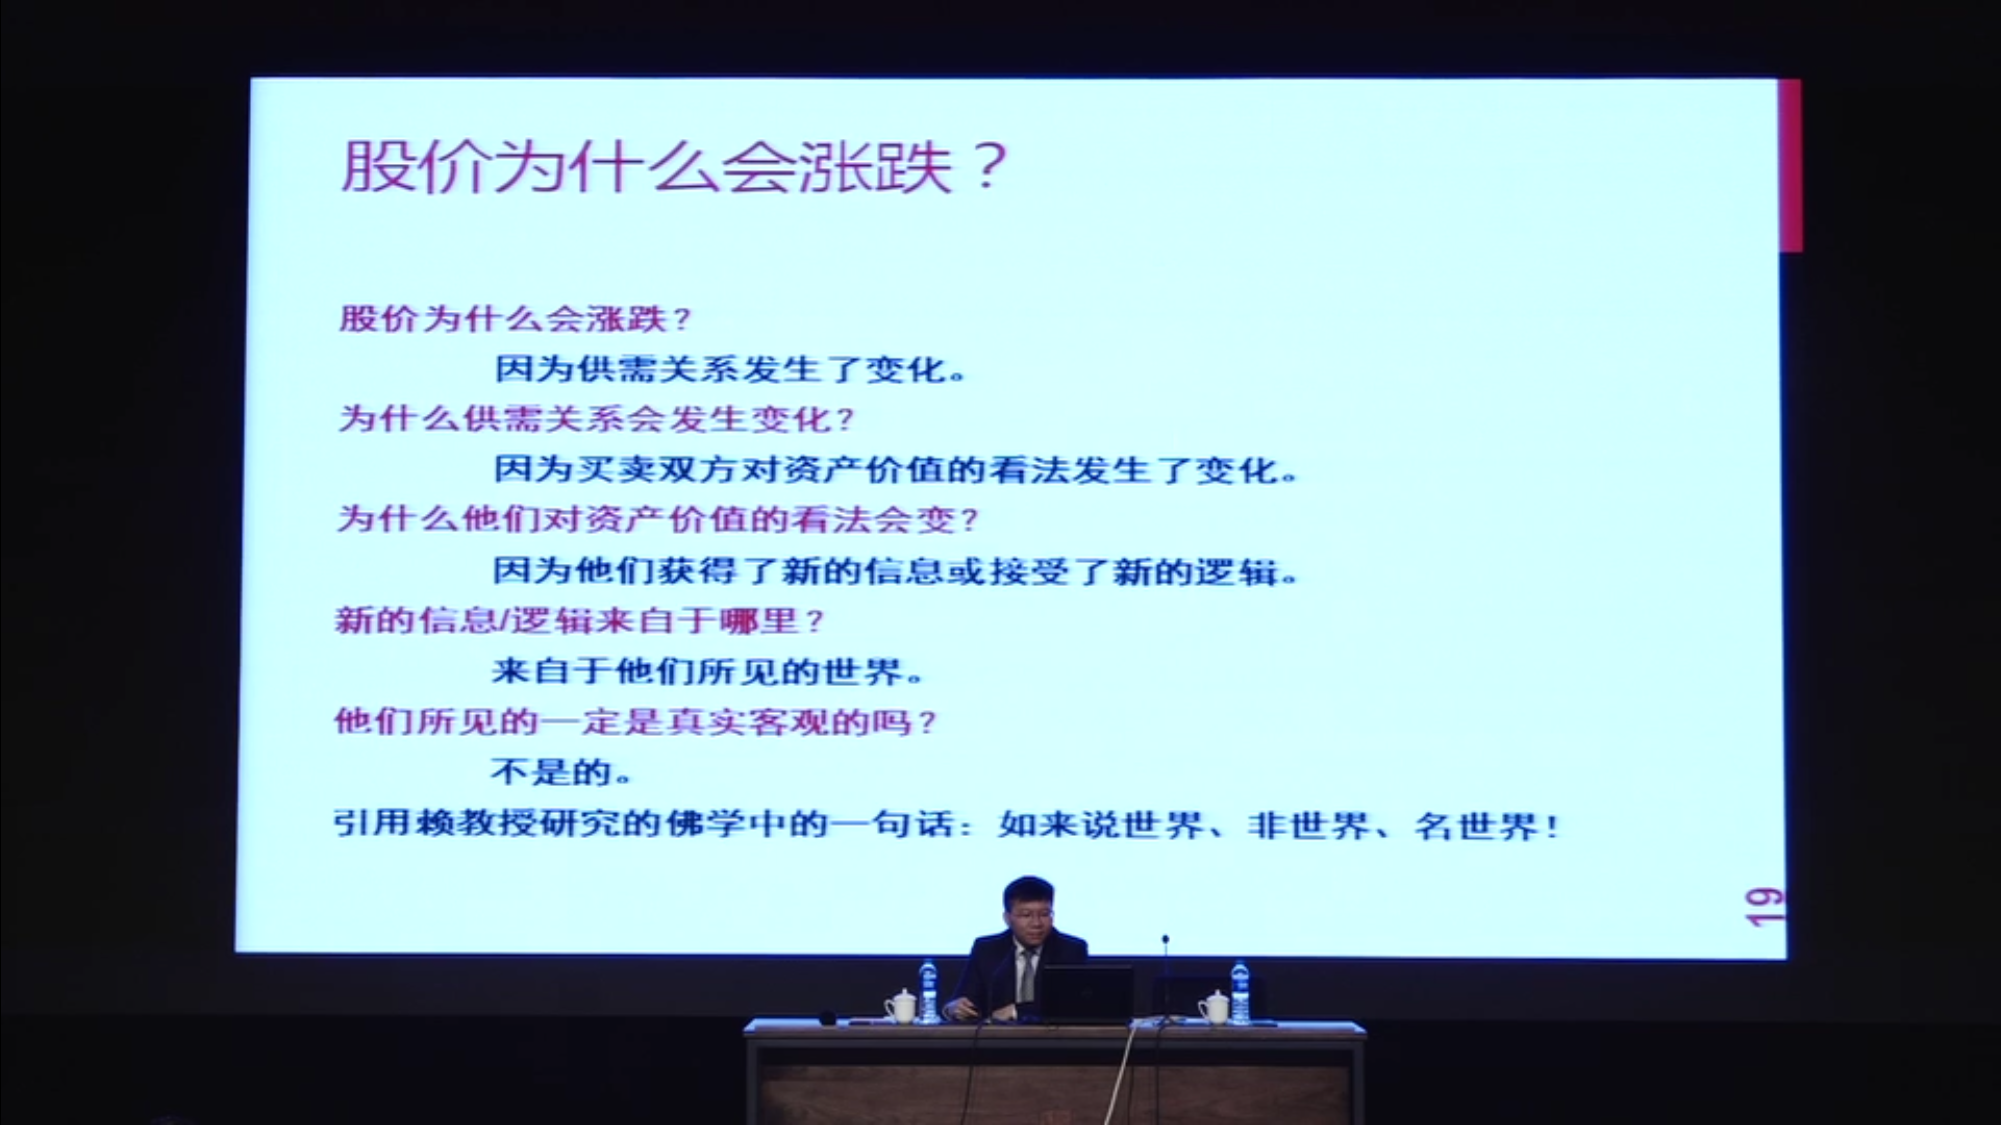 股价为什么会涨跌？
股价为什么会涨跌？
因为供需关系发生了变化。
为什么供需关系会发生变化？
因为买卖双方对资产价值的看法发生了变化。
为什么他们对资产价值的看法会变？
因为他们获得了新的信息或接受了新的逻辑。
新的信息/逻辑来自于哪里？
来自于他们所见的世界。
他们所见的一定是真实客观的吗？
不是的。
引用赖教授研究的佛学中的一句话：如来说世界、非世界、名世界！
19